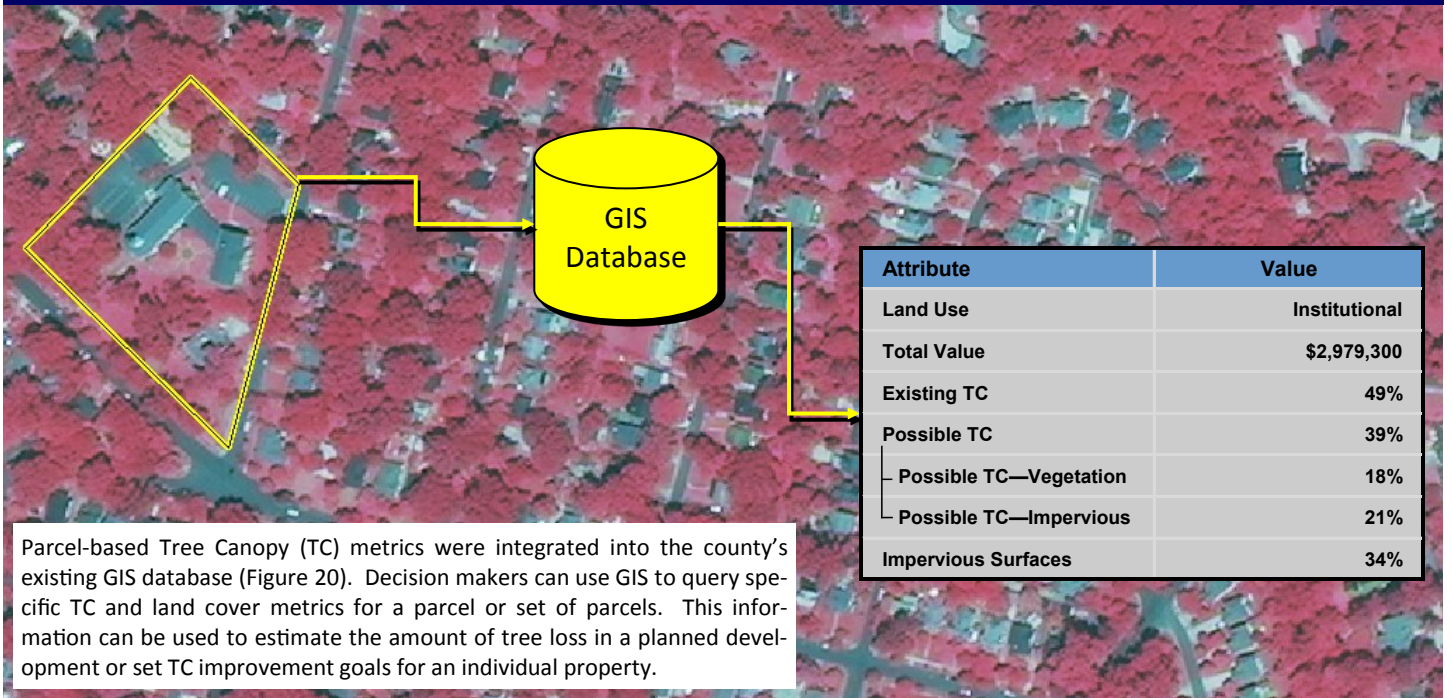 GIS
Database
Attribute Value
Land Use Institutional
Total Value $2,979,300
Existing TC 49%
Possible TC 39%
Possible TC—Vegetation 18%
Possible TC—Impervious 21%
Impervious Surfaces 34%
Parcel-based Tree Canopy (TC) metrics were integrated into the county’s
existing GIS database (Figure 20). Decision makers can use GIS to query spe-
cific TC and land cover metrics for a parcel or set of parcels. This infor-
mation can be used to estimate the amount of tree loss in a planned devel-
opment or set TC improvement goals for an individual property.